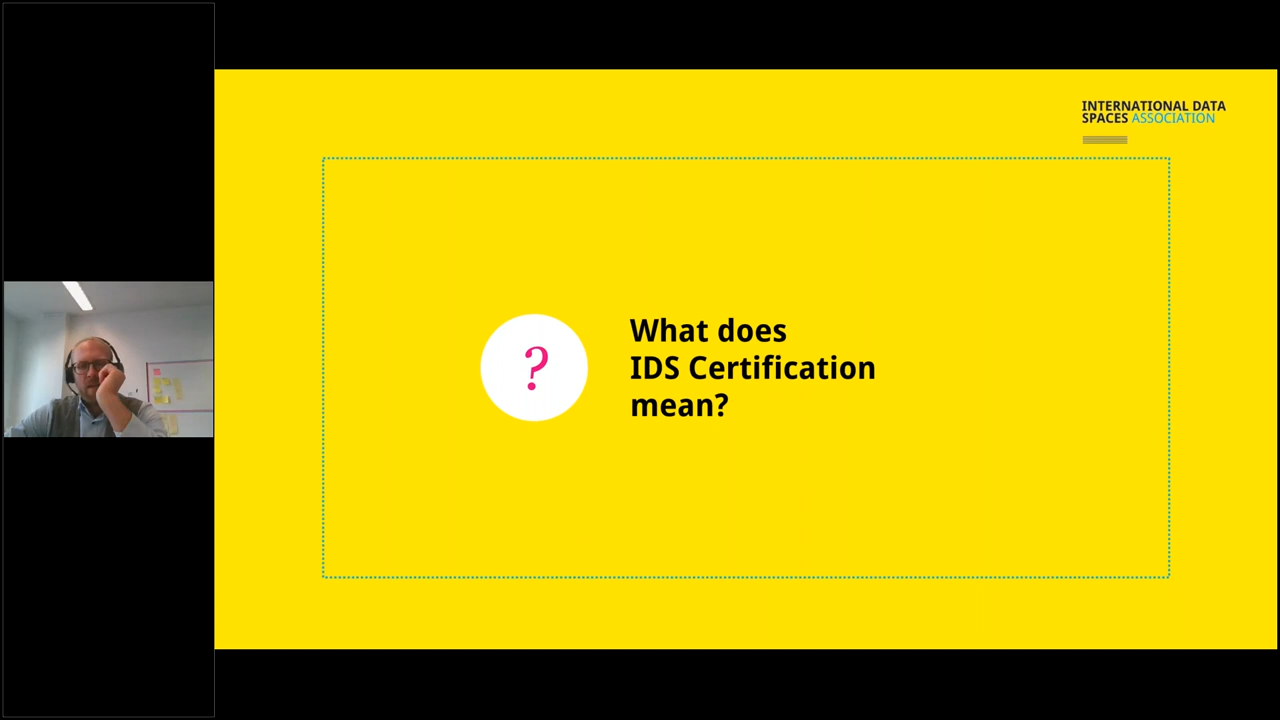 INTERNATIONAL DATA
SPACES ASSOCIATION
?
What does
IDS Certification
mean?